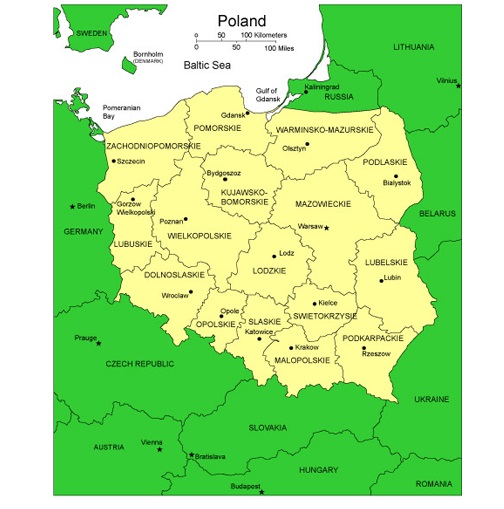 Poland
0 50 100 Kilometers
0 50 100 Miles
SWEDEN
Bornholm
(DENMARK)
Baltic Sea
LITHUANIA
Vilnius
Kaliningrad
RUSSIA
Gulf of
Gdansk
Pomeranian
Bay
Gdansk
POMORSKIE
WARMINSKO-MAZURSKIE
Olsztyn
ZACHODNIOPOMORSKIE
Szczecin
PODLASKIE
Bialystok
Bydgoszoz
KUJAWSKO-
BOMORSKIE
Gorzow
Wielkopolski
MAZOWIECKIE
Berlin
Poznan
Warsaw
BELARUS
GERMANY
WIELKOPOLSKIE
LUBUSKIE
Lodz
LODZKIE
LUBELSKIE
Lubin
DOLNOSLASKIE
Wroclaw
Kielce
SWIETOKRZYSIE
Opole
OPOLSKIE
SLASKIE
Katowice
Prauge
PODKARPACKIE
Rzeszow
Krakow
MALOPOLSKIE
CZECH REPUBLIC
UKRAINE
SLOVAKIA
AUSTRIA
Vienna
Bratislava
HUNGARY
Budapest
ROMANIA